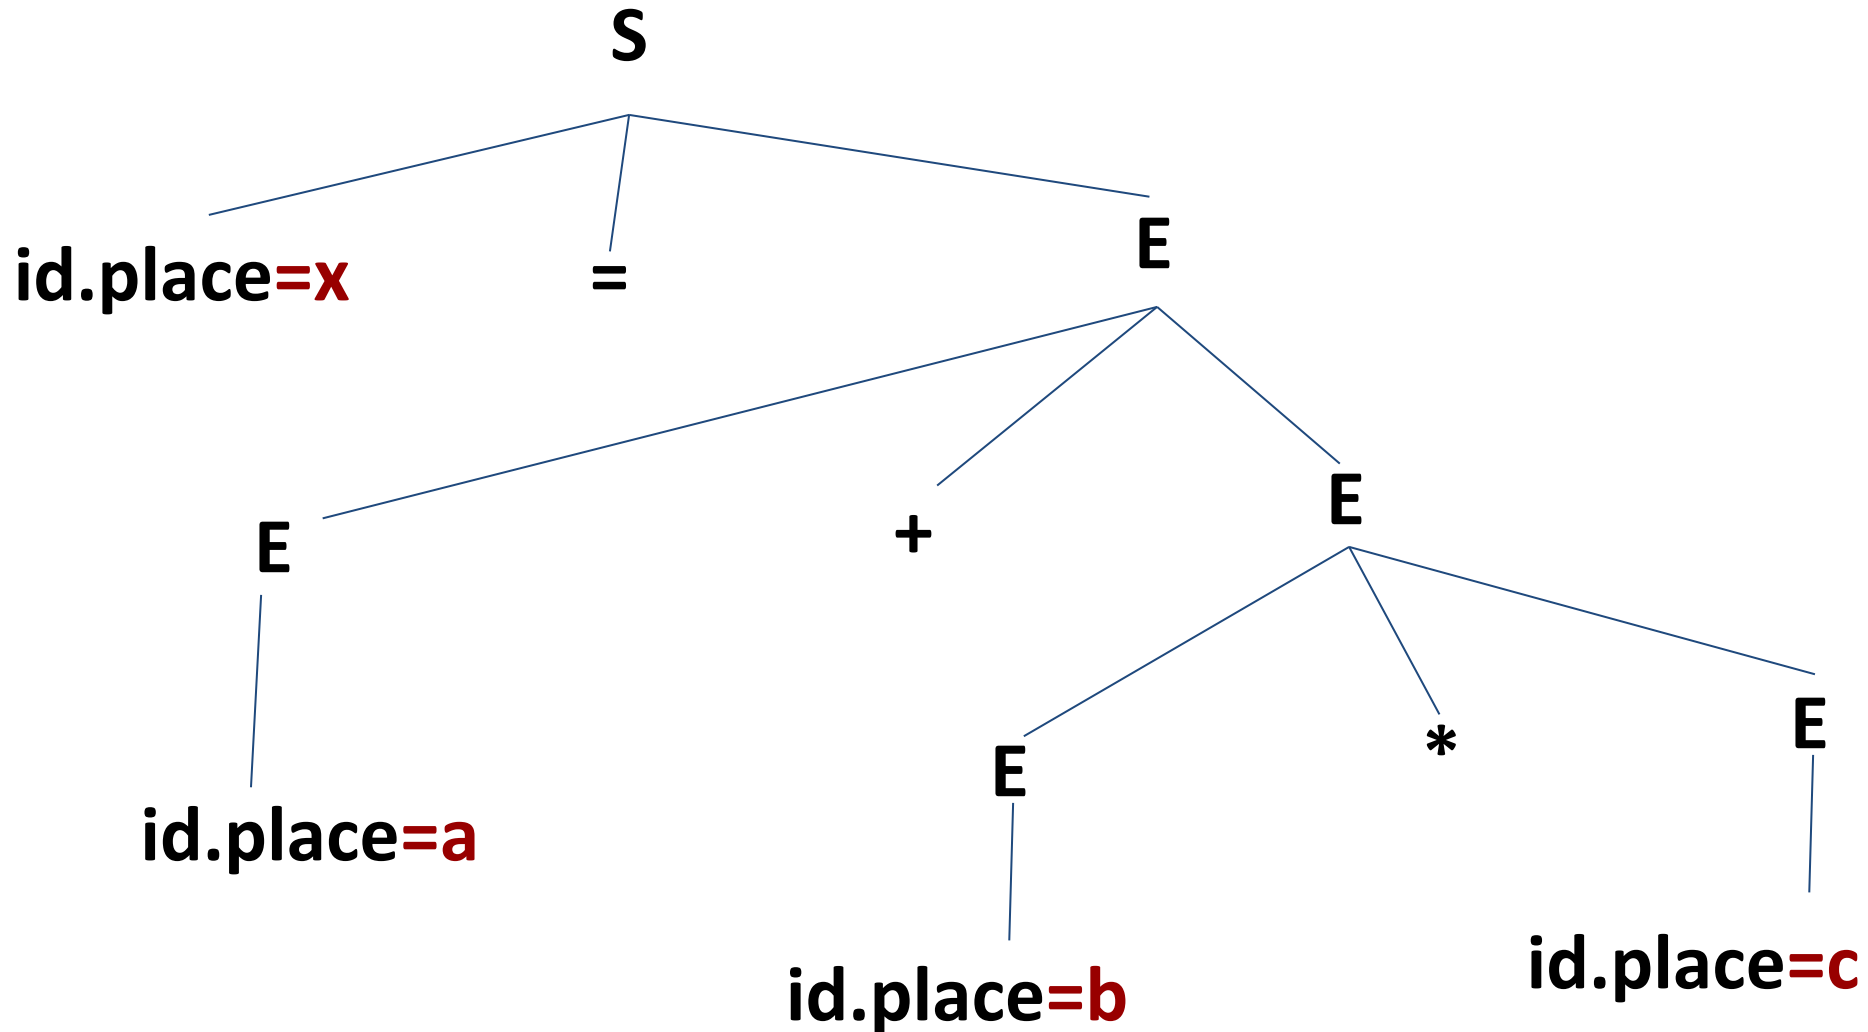 S
id.place=x
=
E
E
+
E
E
*
E
id.place=a
id.place=b
id.place=c